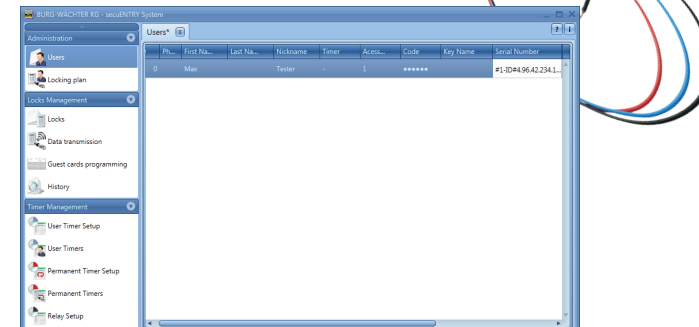 BURG-WÄCHTER KG - secuENTRY System
Administration
Users
Locking plan
Locks Management
Locks
Data transmission
Guest cards programming
History
Timer Management
User Timer Setup
User Timers
Permanent Timer Setup
Permanent Timers
Relay Setup
Users*
? i
Ph... First Na... Last Na... Nickname Timer Acess... Code Key Name Serial Number
0 Max Tester - 1 ●●●●●● #1-ID#4.96.42.234.1...